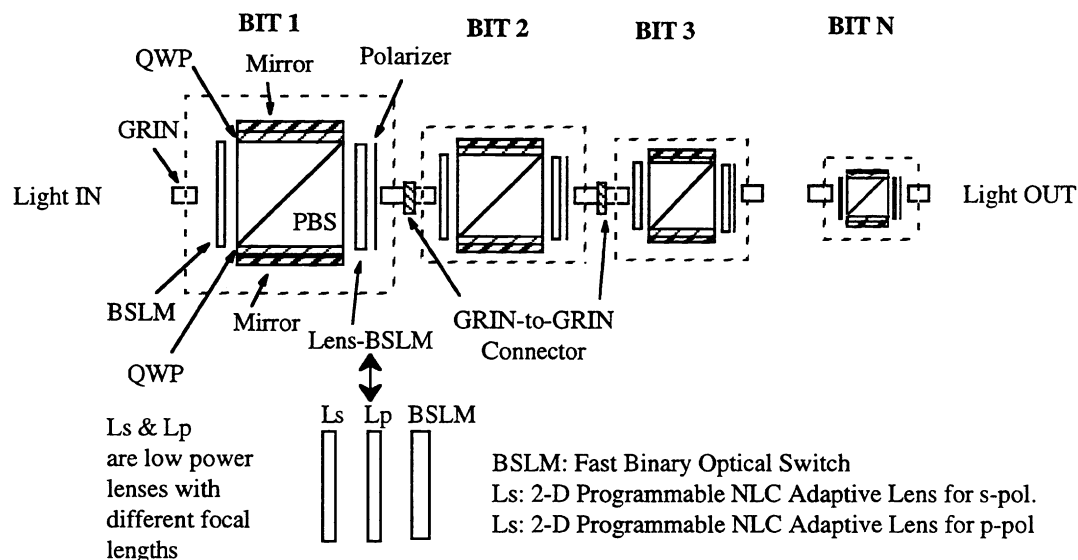 BIT 1
BIT 2
BIT 3
BIT N
QWP
Mirror
Polarizer
GRIN
Light IN
PBS
Light OUT
BSLM
Mirror
Lens-BSLM
GRIN-to-GRIN
Connector
QWP
Ls Lp BSLM
Ls & Lp
are low power
lenses with
different focal
lengths
BSLM: Fast Binary Optical Switch
Ls: 2-D Programmable NLC Adaptive Lens for s-pol.
Ls: 2-D Programmable NLC Adaptive Lens for p-pol